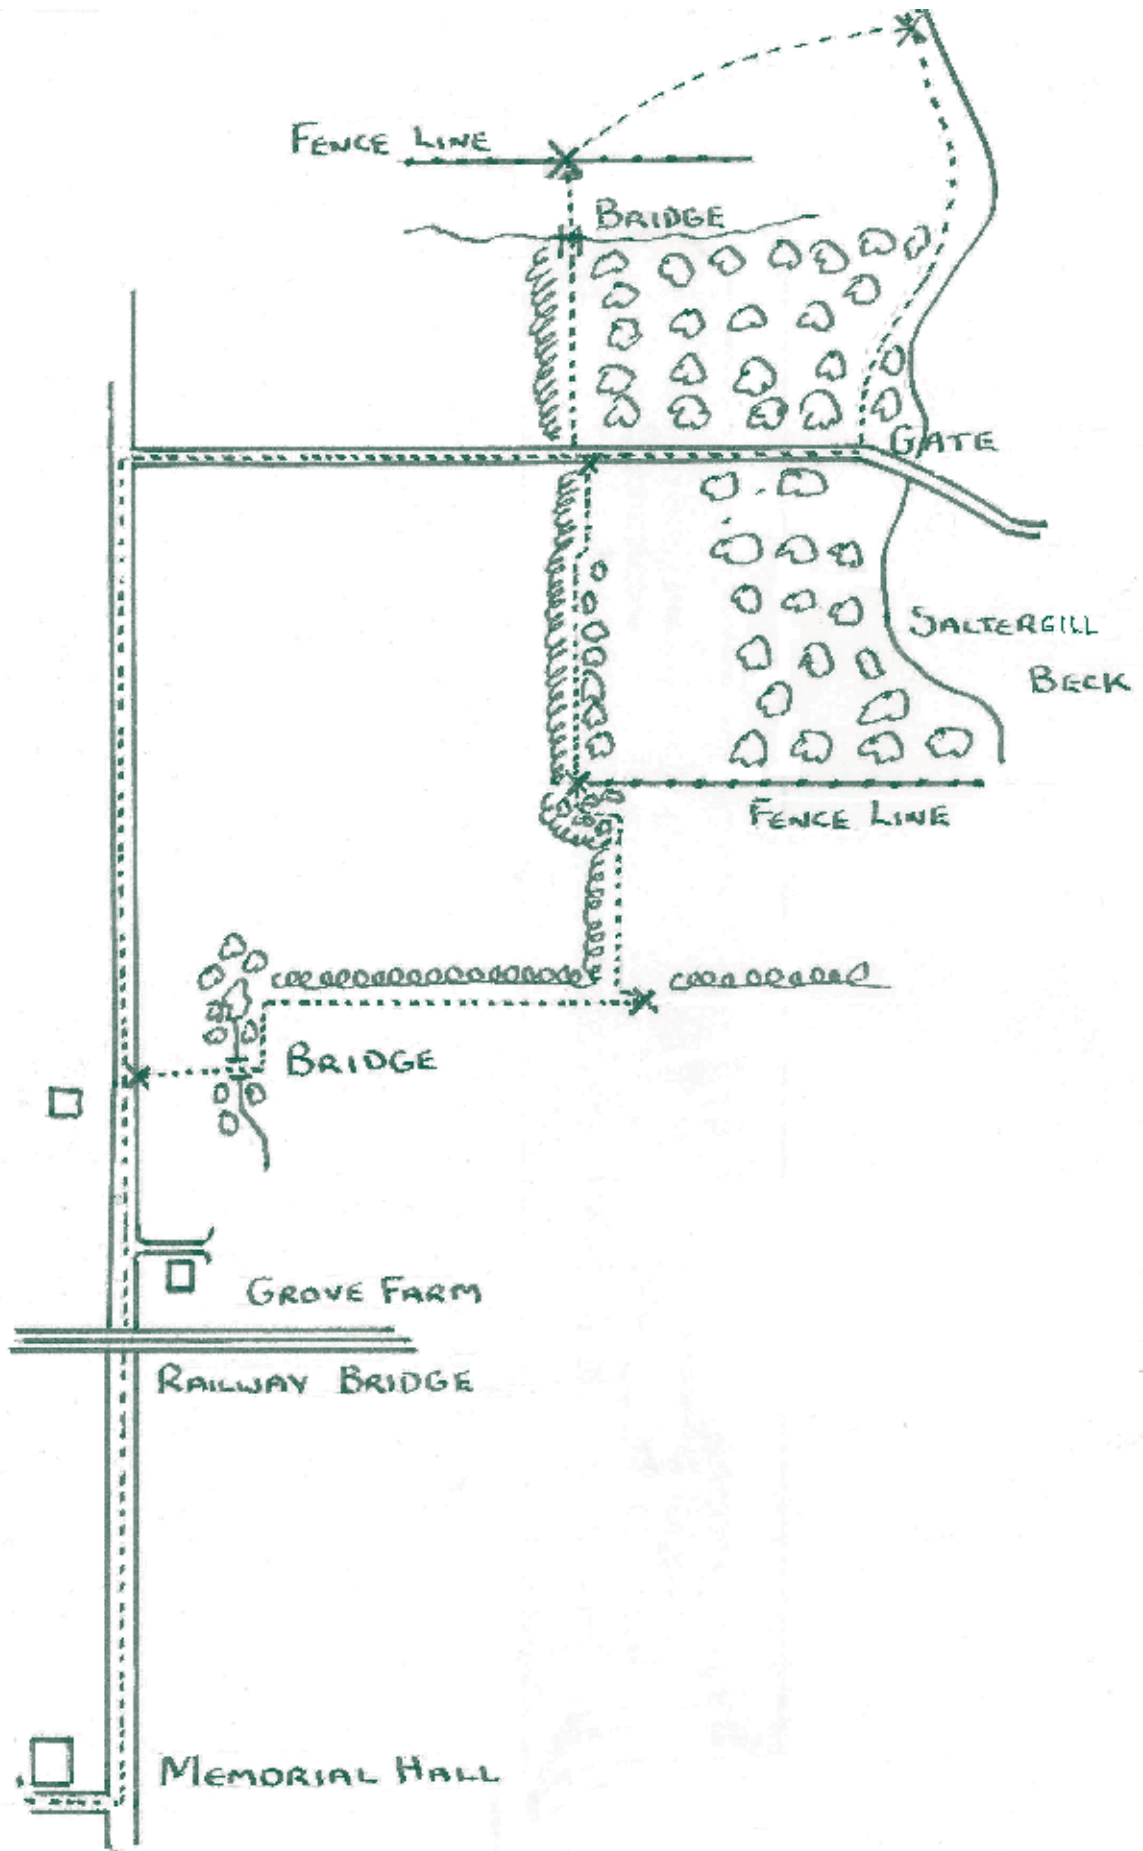 FENCE LINE
BRIDGE
GATE
SALTERGILL
BECK
FENCE LINE
BRIDGE
GROVE FARM
RAILWAY BRIDGE
MEMORIAL HALL